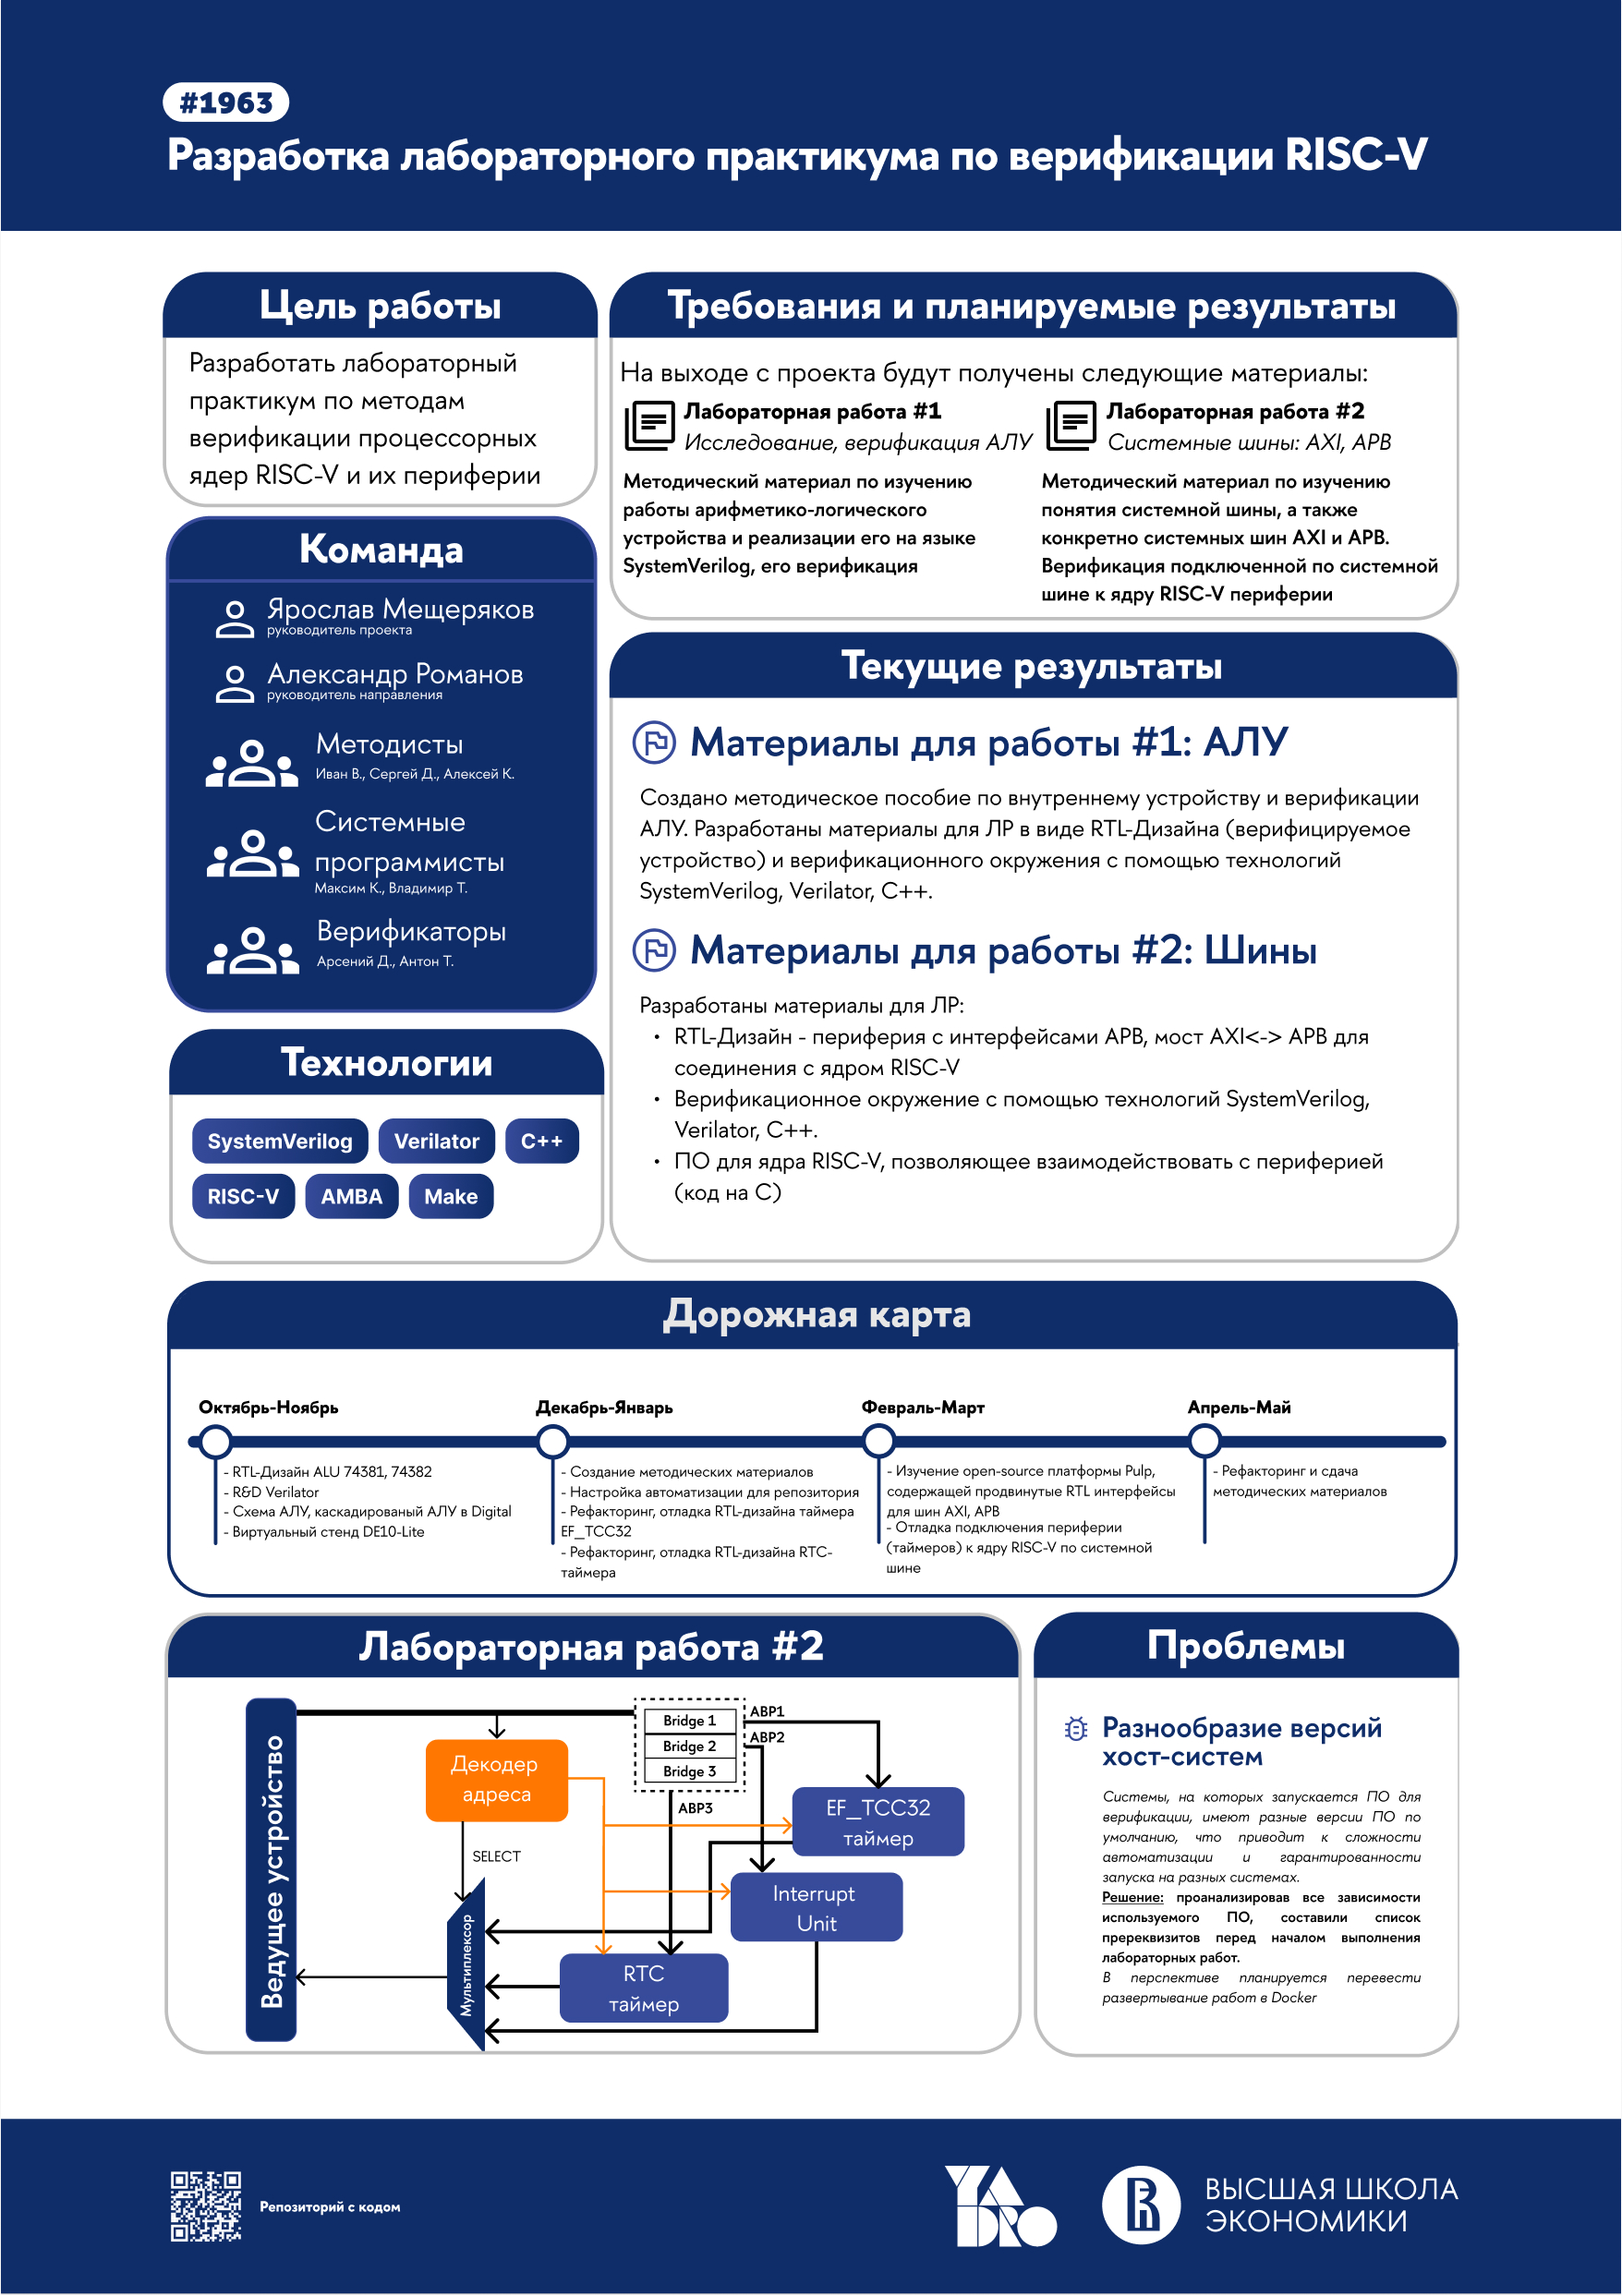 #1963
Разработка лабораторного практикума по верификации RISC-V
Цель работы
Разработать лабораторный
практикум по методам
верификации процессорных
ядер RISC-V и их периферии
Требования и планируемые результаты
На выходе с проекта будут получены следующие материалы:
Лабораторная работа #1
Исследование, верификация АЛУ
Методический материал по изучению
работы арифметико-логического
устройства и реализации его на языке
SystemVerilog, его верификация
Лабораторная работа #2
Системные шины: AXI, APB
Методический материал по изучению
понятия системной шины, а также
конкретно системных шин AXI и APB.
Верификация подключенной по системной
шине к ядру RISC-V периферии
Команда
Ярослав Мещеряков
руководитель проекта
Александр Романов
руководитель направления
Методисты
Иван В., Сергей Д., Алексей К.
Системные
программисты
Максим К., Владимир Т.
Верификаторы
Арсений Д., Антон Т.
Текущие результаты
Материалы для работы #1: АЛУ
Создано методическое пособие по внутреннему устройству и верификации
АЛУ. Разработаны материалы для ЛР в виде RTL-Дизайна (верифицируемое
устройство) и верификационного окружения с помощью технологий
SystemVerilog, Verilator, C++.
Материалы для работы #2: Шины
Разработаны материалы для ЛР:
• RTL-Дизайн - периферия с интерфейсами APB, мост AXI<-> APB для
соединения с ядром RISC-V
• Верификационное окружение с помощью технологий SystemVerilog,
Verilator, C++.
• ПО для ядра RISC-V, позволяющее взаимодействовать с периферией
(код на C)
Технологии
SystemVerilog Verilator C++
RISC-V AMBA Make
Дорожная карта
Октябрь-Ноябрь
- RTL-Дизайн ALU 74381, 74382
- R&D Verilator
- Схема АЛУ, каскадированый АЛУ в Digital
- Виртуальный стенд DE10-Lite
Декабрь-Январь
- Создание методических материалов
- Настройка автоматизации для репозитория
- Рефакторинг, отладка RTL-дизайна таймера
EF_TCC32
- Рефакторинг, отладка RTL-дизайна RTC-
таймера
Февраль-Март
- Изучение open-source платформы Pulp,
содержащей продвинутые RTL интерфейсы
для шин AXI, APB
- Отладка подключения периферии
(таймеров) к ядру RISC-V по системной
шине
Апрель-Май
- Рефакторинг и сдача
методических материалов
Лабораторная работа #2
Ведущее устройство
Декодер
адреса
SELECT
Мультиплексор
Bridge 1
Bridge 2
Bridge 3
ABP1
ABP2
ABP3
EF_TCC32
таймер
Interrupt
Unit
RTC
таймер
Проблемы
Разнообразие версий
хост-систем
Системы, на которых запускается ПО для
верификации, имеют разные версии ПО по
умолчанию, что приводит к сложности
автоматизации и гарантированности
запуска на разных системах.
Решение: проанализировав все зависимости
используемого ПО, составили список
пререквизитов перед началом выполнения
лабораторных работ.
В перспективе планируется перевести
развертывание работ в Docker
Репозиторий с кодом
YADRO
ВЫСШАЯ ШКОЛА
ЭКОНОМИКИ